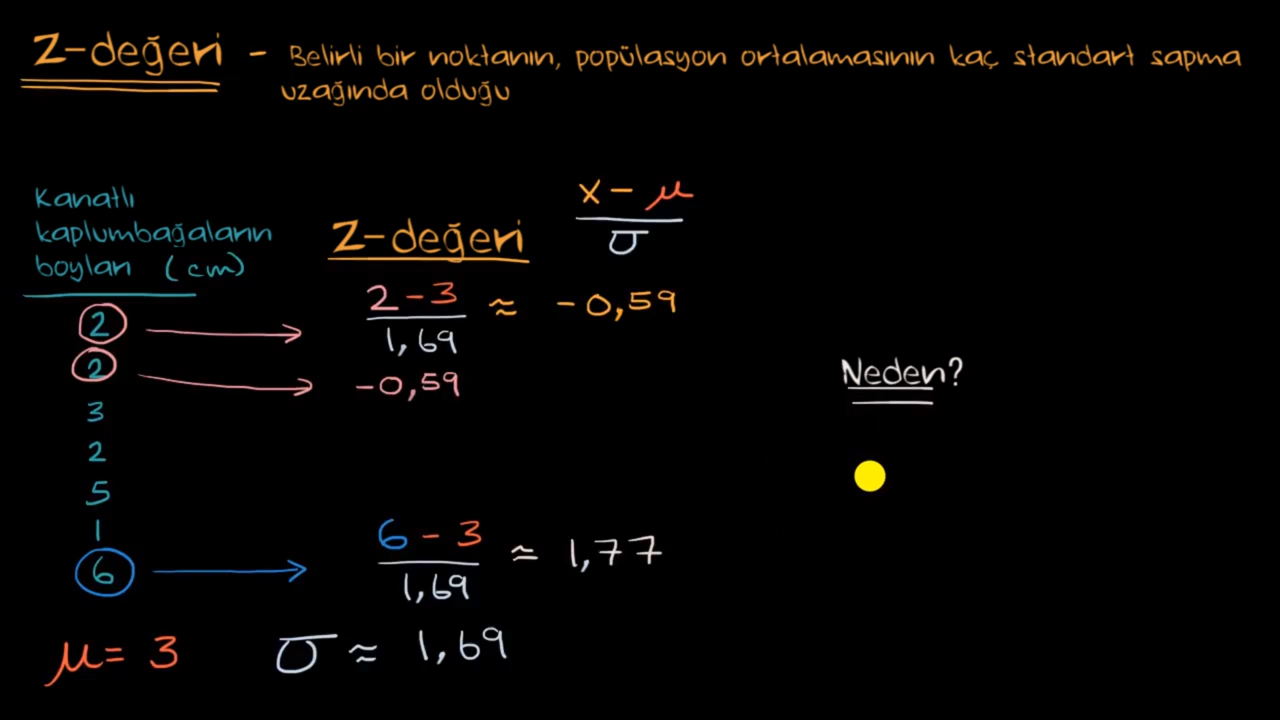 Z-değeri - Belirli bir noktanın, popülasyon ortalamasının kaç standart sapma
uzağında olduğu
Kanatlı
kaplumbağaların
boyları (cm)
Z-değeri
x - μ
σ
2
2 - 3
1,69
≈ -0,59
2
-0,59
3
2
5
1
6
6 - 3
1,69
≈ 1,77
μ = 3
σ ≈ 1,69
Neden?